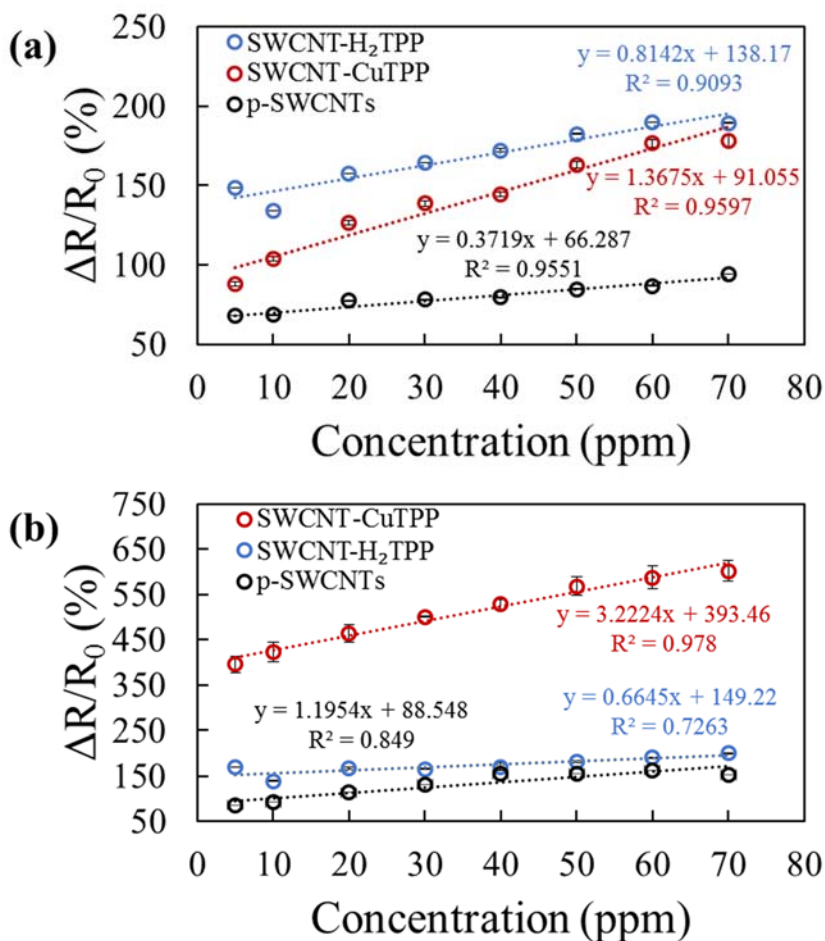 (a)
250
200
150
100
50
ΔR/R₀ (%)
SWCNT-H₂TPP
SWCNT-CuTPP
p-SWCNTs
y = 0.8142x + 138.17
R² = 0.9093
y = 1.3675x + 91.055
R² = 0.9597
y = 0.3719x + 66.287
R² = 0.9551
0 10 20 30 40 50 60 70 80
Concentration (ppm)
(b)
750
650
550
450
350
250
150
50
ΔR/R₀ (%)
SWCNT-CuTPP
SWCNT-H₂TPP
p-SWCNTs
y = 3.2224x + 393.46
R² = 0.978
y = 1.1954x + 88.548
R² = 0.849
y = 0.6645x + 149.22
R² = 0.7263
0 10 20 30 40 50 60 70 80
Concentration (ppm)